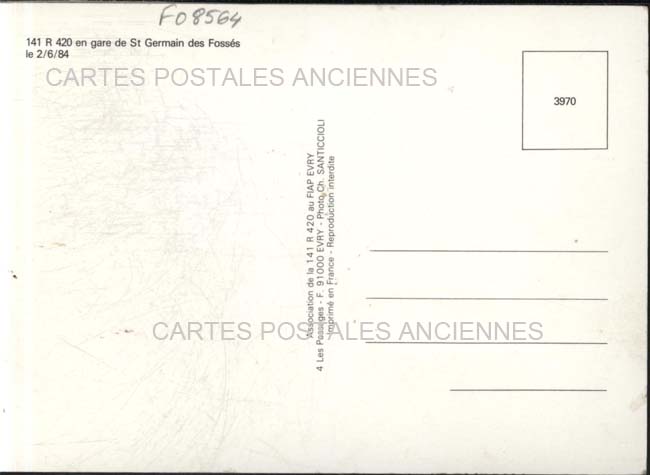 F08564
141 R 420 en gare de St Germain des Fossés
le 2/6/84
CARTES POSTALES ANCIENNES
3970
Association de la 141 R 420 au FIAP EVRY
4 Les Passages - F. 91000 EVRY - Photo Ch. SANTICCIOLI
Imprimé en France - Reproduction interdite
CARTES POSTALES ANCIENNES